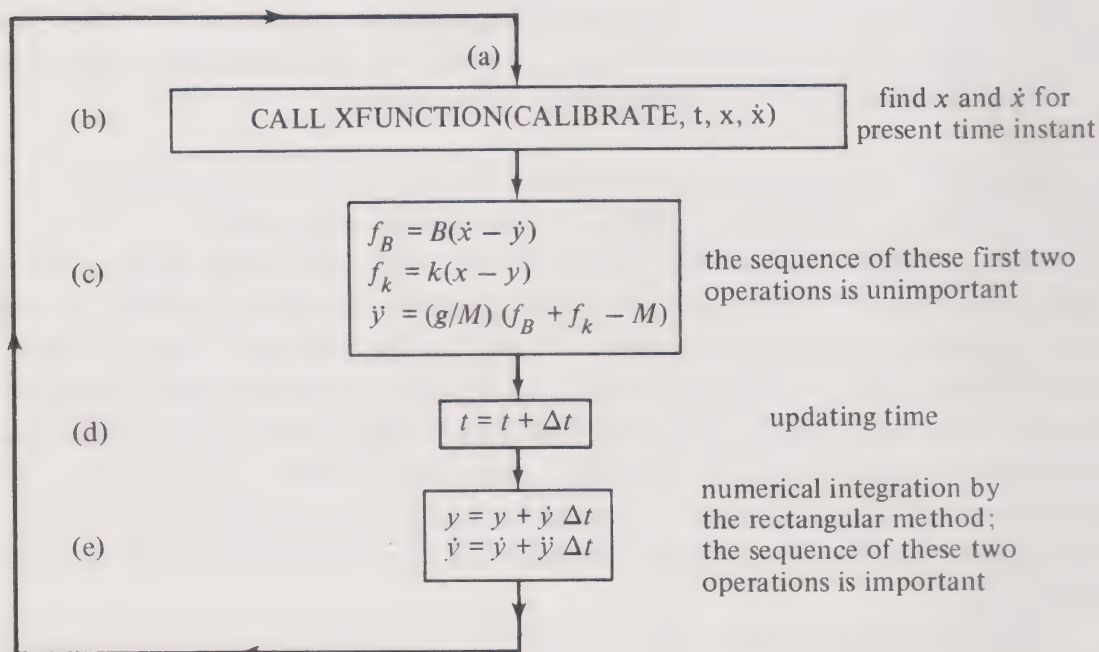 (a)
(b)
CALL XFUNCTION(CALIBRATE, t, x, ẋ)
find x and ẋ for
present time instant
(c)
f_B = B(ẋ − ẏ)
f_k = k(x − y)
ÿ = (g/M) (f_B + f_k − M)
the sequence of these first two
operations is unimportant
(d)
t = t + Δt
updating time
(e)
y = y + ẏ Δt
ẏ = ẏ + ÿ Δt
numerical integration by
the rectangular method;
the sequence of these two
operations is important